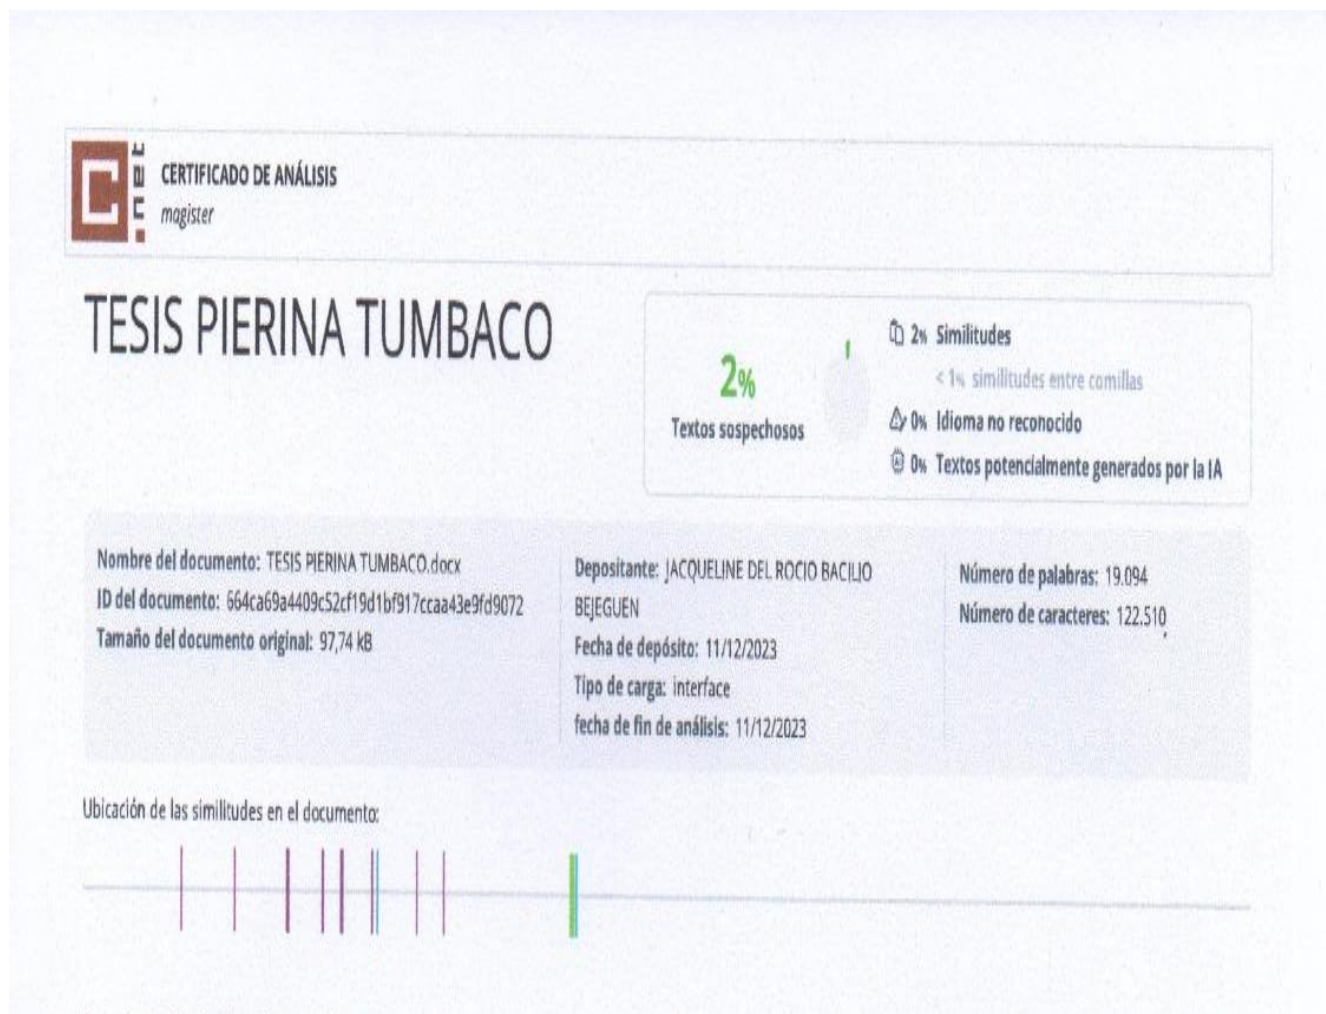 C.net
CERTIFICADO DE ANÁLISIS
magister
TESIS PIERINA TUMBACO
2%
Textos sospechosos
2% Similitudes
< 1% similitudes entre comillas
0% Idioma no reconocido
0% Textos potencialmente generados por la IA
Nombre del documento: TESIS PIERINA TUMBACO.docx
ID del documento: 664ca69a4409c52cf19d1bf917ccaa43e9fd9072
Tamaño del documento original: 97,74 kB
Depositante: JACQUELINE DEL ROCIO BACILIO
BEJEGUEN
Fecha de depósito: 11/12/2023
Tipo de carga: interface
fecha de fin de análisis: 11/12/2023
Número de palabras: 19.094
Número de caracteres: 122.510
Ubicación de las similitudes en el documento: